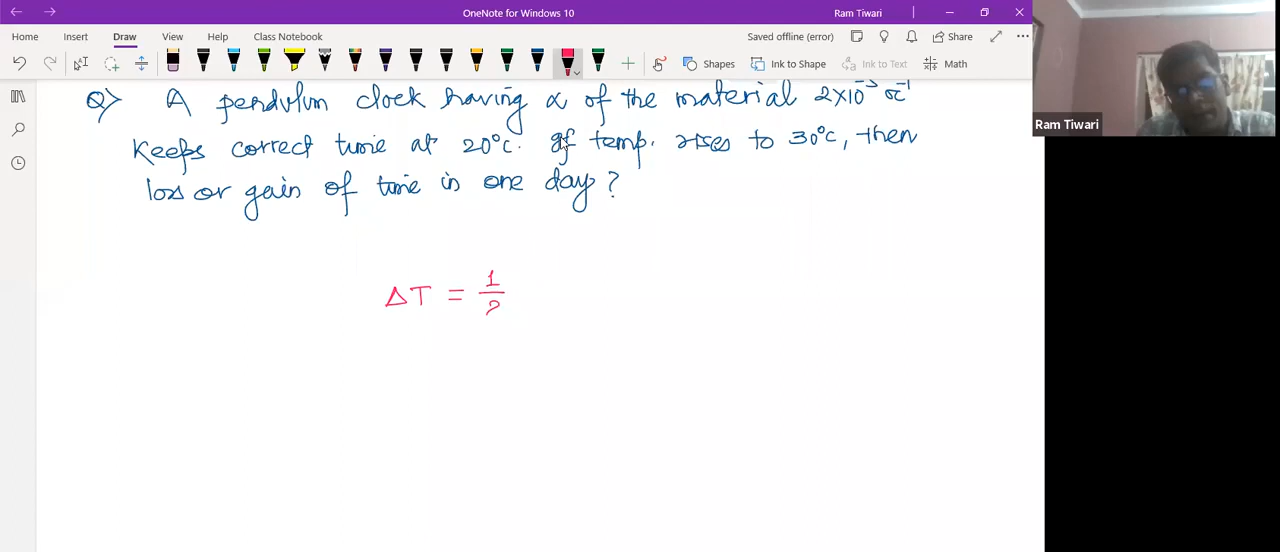 OneNote for Windows 10
Ram Tiwari
Home Insert Draw View Help Class Notebook
Saved offline (error) Share
Shapes Ink to Shape Ink to Text Math
Q> A pendulum clock having α of the material 2×10⁻⁵ °C⁻¹
Keeps correct time at 20°C. If temp. rises to 30°C, then
loss or gain of time in one day?
ΔT = 1/2
Ram Tiwari